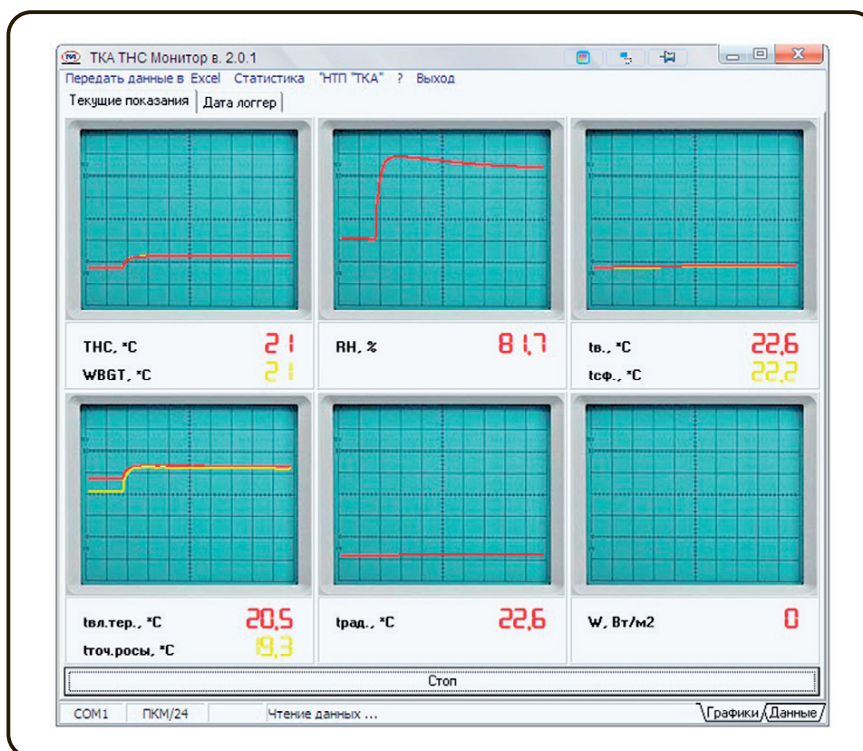 ТКА ТНС Монитор в. 2.0.1
Передать данные в Excel Статистика "НТП "ТКА" ? Выход
Текущие показания Дата логгер
ТНС, °С 21
WBGT, °С 21
RH, % 81,7
tв., °С 22,6
tсф., °С 22,2
tвл.тер., °С 20,5
tточ.росы, °С 19,3
tрад., °С 22,6
W, Вт/м2 0
Стоп
COM1 ПКМ/24 Чтение данных ... Графики Данные